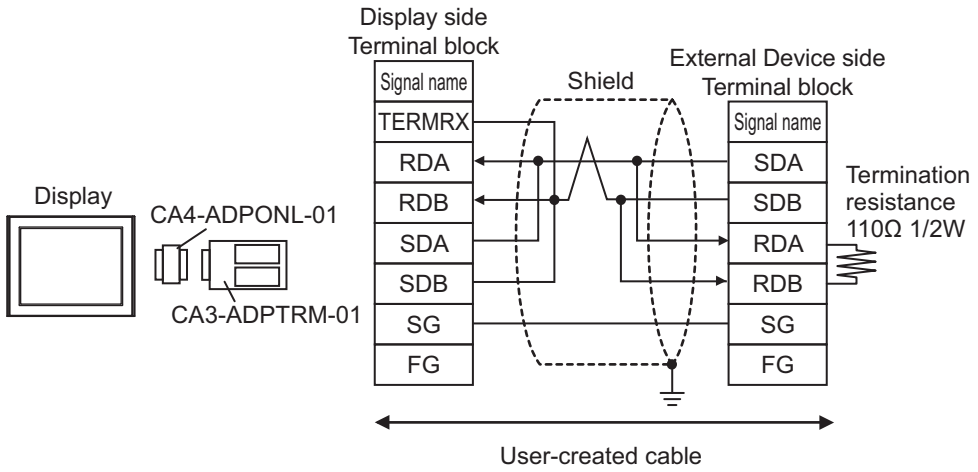 Display side
Terminal block
Signal name
TERMRX
RDA
RDB
SDA
SDB
SG
FG
Shield
External Device side
Terminal block
Signal name
SDA
SDB
RDA
RDB
SG
FG
Termination
resistance
110Ω 1/2W
Display
CA4-ADPONL-01
CA3-ADPTRM-01
User-created cable